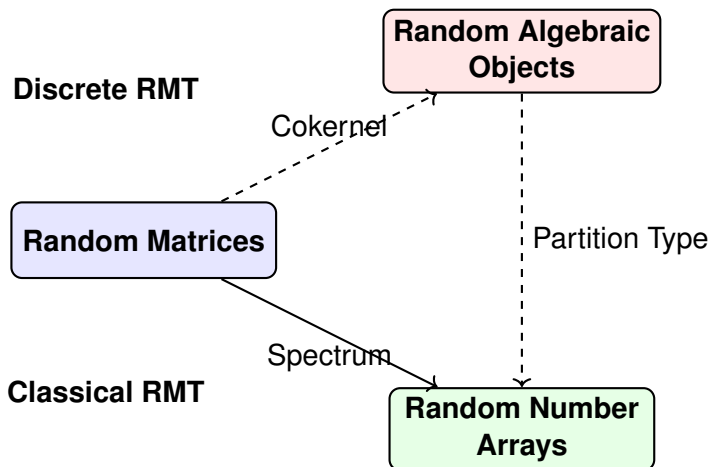 Random Algebraic
Objects
Discrete RMT
Cokernel
Random Matrices
Partition Type
Spectrum
Classical RMT
Random Number
Arrays